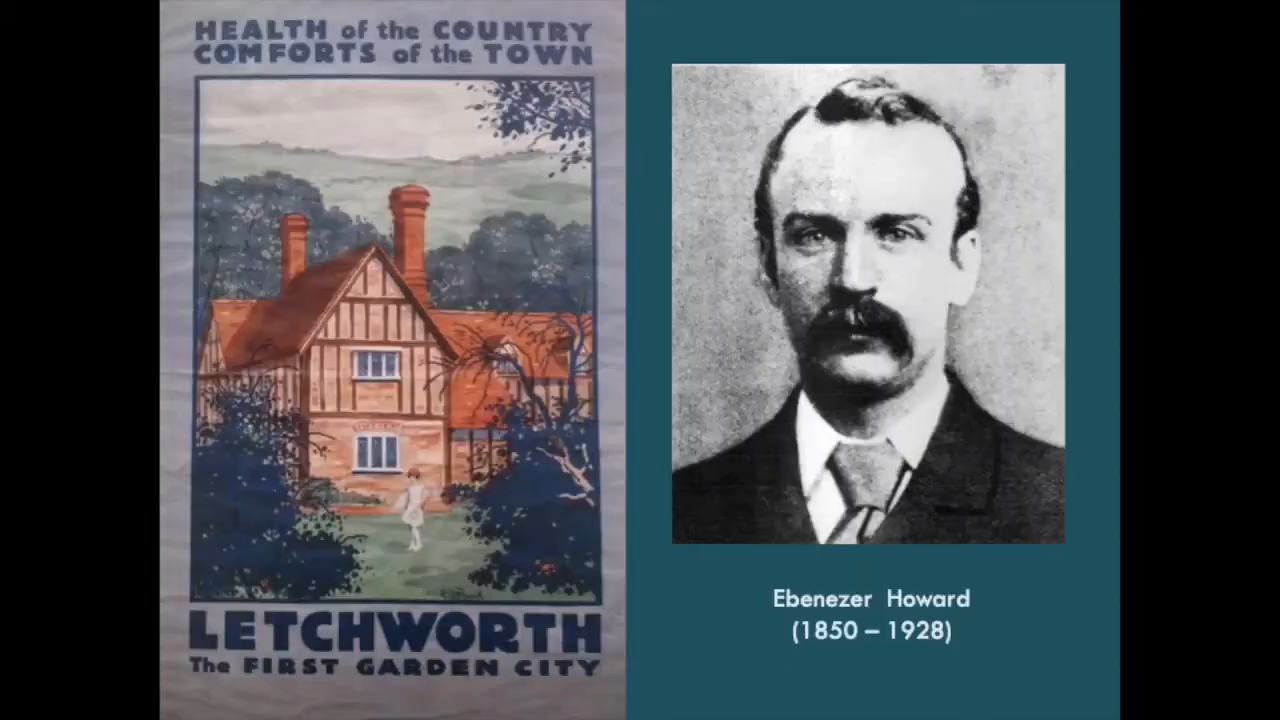 HEALTH of the COUNTRY
COMFORTS of the TOWN
LETCHWORTH
The FIRST GARDEN CITY
Ebenezer Howard
(1850 – 1928)